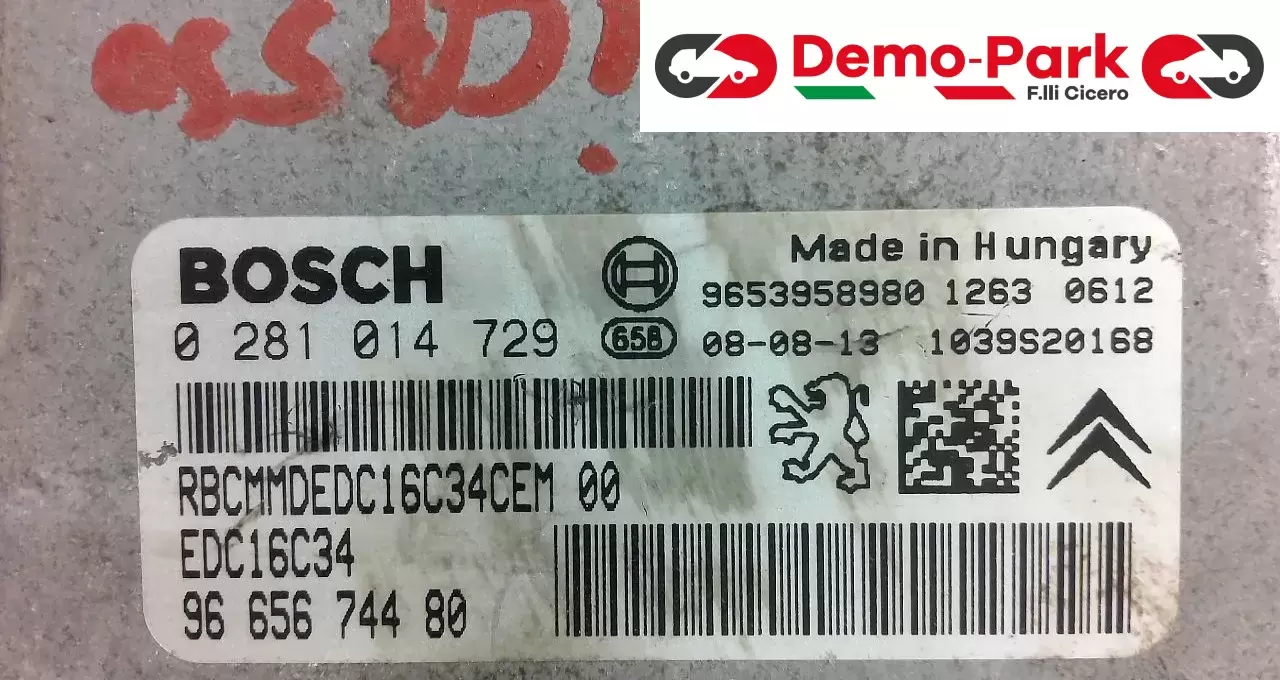 Demo-Park
F.lli Cicero
BOSCH
Made in Hungary
9653958980 1263 0612
0 281 014 729
658
08-08-13 1039S20168
RBCMMDEDC16C34CEM 00
EDC16C34
96 656 744 80